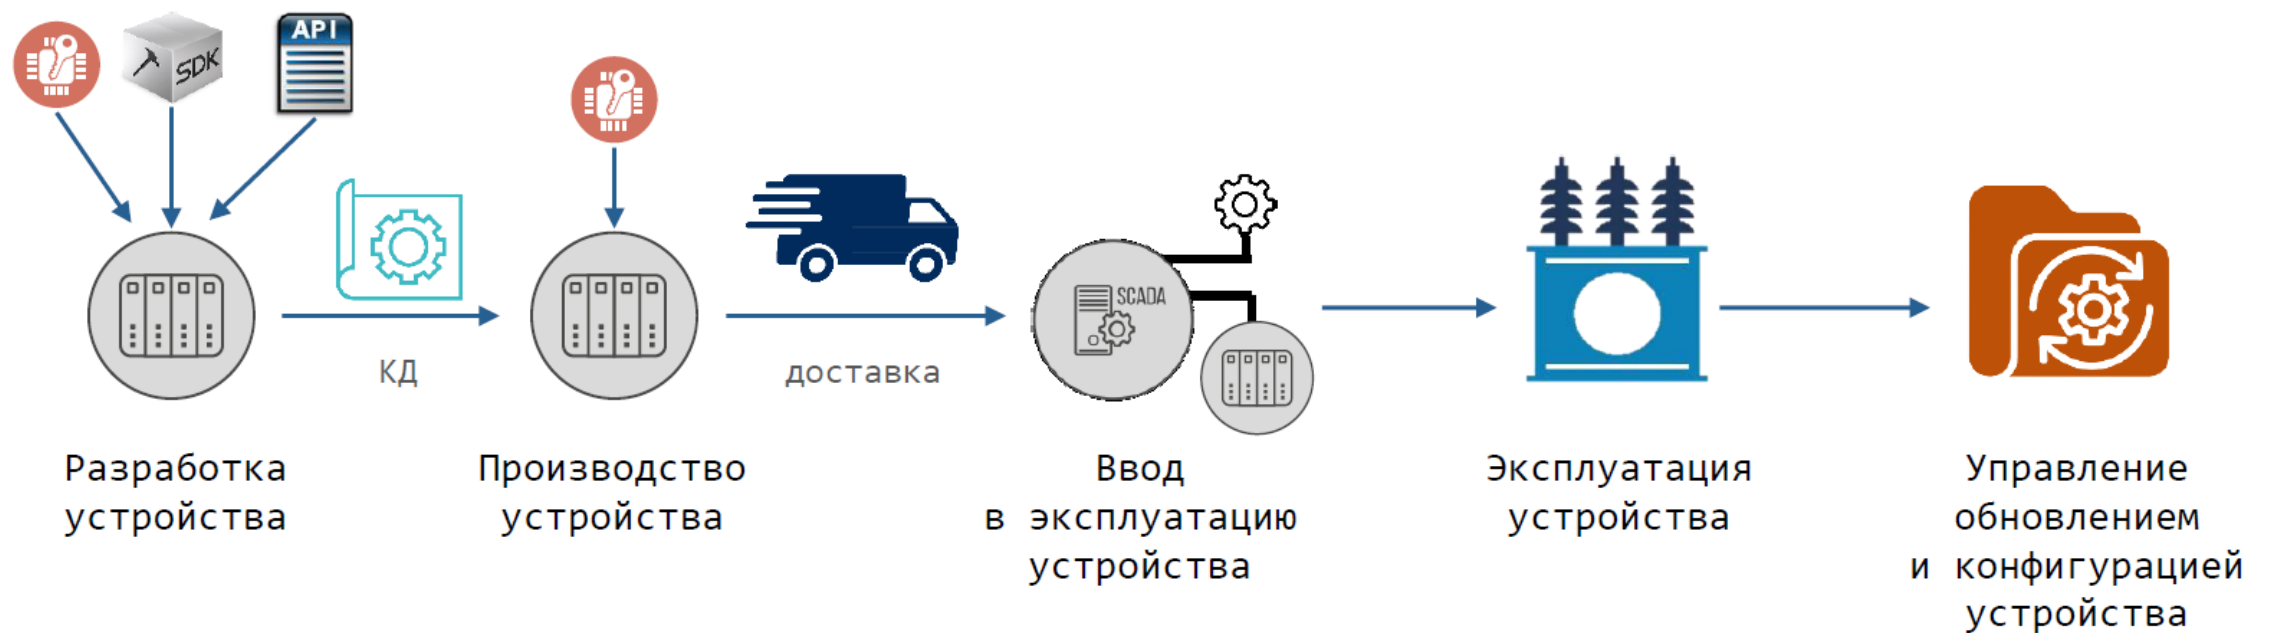 SDK
API
SCADA
КД
доставка
Разработка
устройства
Производство
устройства
Ввод
в эксплуатацию
устройства
Эксплуатация
устройства
Управление
обновлением
и конфигурацией
устройства